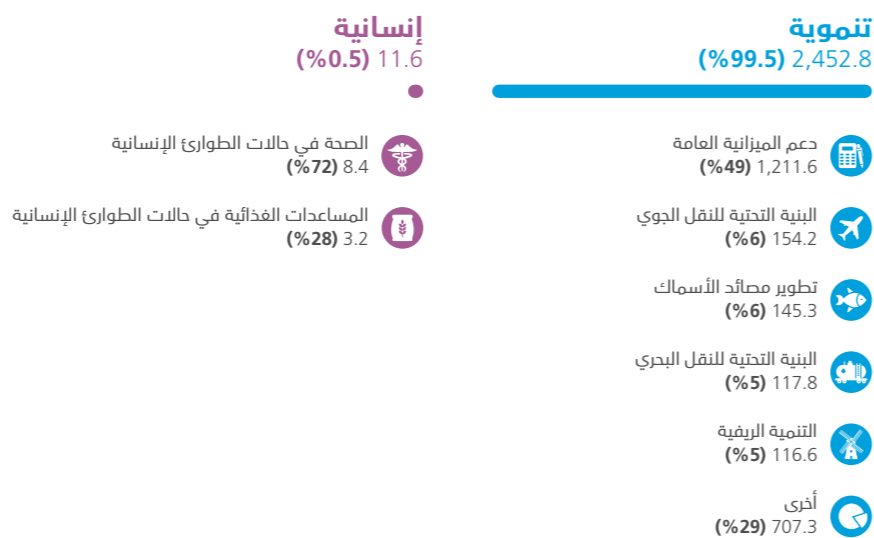 تنموية
2,452.8 (%99.5)
دعم الميزانية العامة
1,211.6 (%49)
البنية التحتية للنقل الجوي
154.2 (%6)
تطوير مصائد الأسماك
145.3 (%6)
البنية التحتية للنقل البحري
117.8 (%5)
التنمية الريفية
116.6 (%5)
أخرى
707.3 (%29)
إنسانية
11.6 (%0.5)
الصحة في حالات الطوارئ الإنسانية
8.4 (%72)
المساعدات الغذائية في حالات الطوارئ الإنسانية
3.2 (%28)